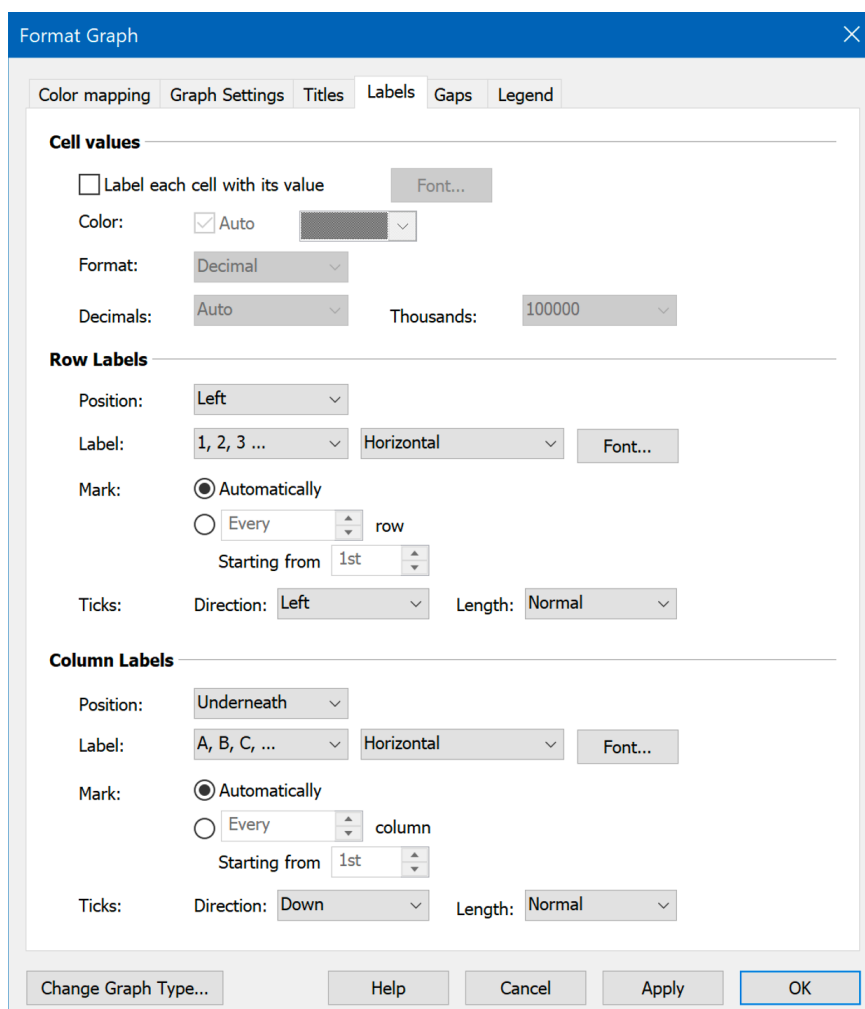 Format Graph
Color mapping Graph Settings Titles Labels Gaps Legend
Cell values
Label each cell with its value Font...
Color: Auto
Format: Decimal
Decimals: Auto Thousands: 100000
Row Labels
Position: Left
Label: 1, 2, 3 ... Horizontal Font...
Mark: Automatically
Every row
Starting from 1st
Ticks: Direction: Left Length: Normal
Column Labels
Position: Underneath
Label: A, B, C, ... Horizontal Font...
Mark: Automatically
Every column
Starting from 1st
Ticks: Direction: Down Length: Normal
Change Graph Type... Help Cancel Apply OK